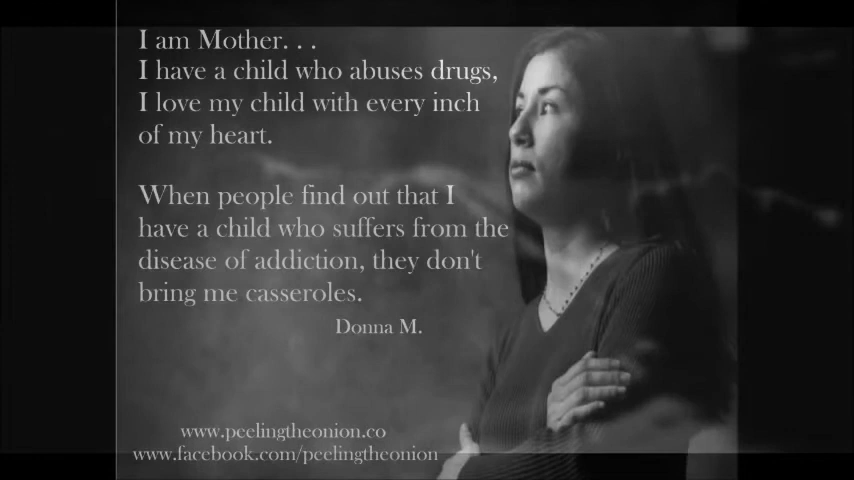 I am Mother. . .
I have a child who abuses drugs,
I love my child with every inch
of my heart.
When people find out that I
have a child who suffers from the
disease of addiction, they don't
bring me casseroles.
Donna M.
www.peelingtheonion.co
www.facebook.com/peelingtheonion